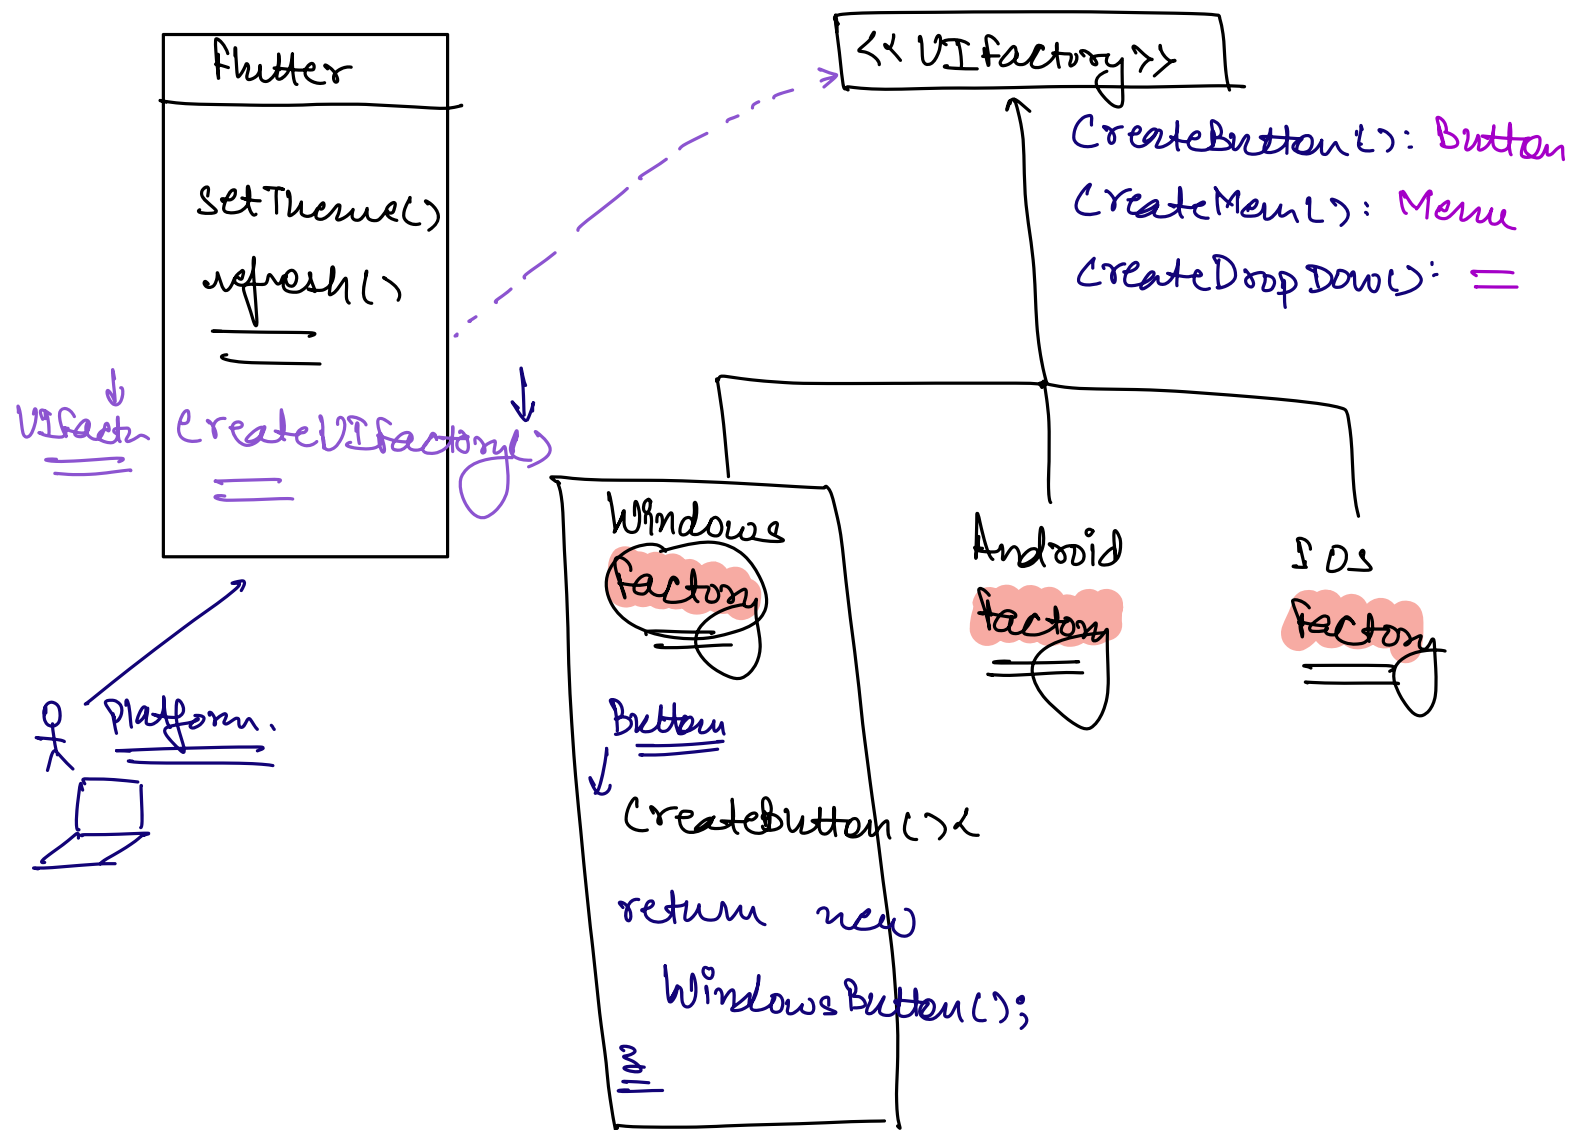 Flutter
setTheme()
refresh()
UIFactr createUIFactory()
Platform.
<< UIFactory >>
CreateButton(): Button
CreateMenu(): Menu
CreateDropDown(): =
Windows
Factory
Button
CreateButton() <
return new
WindowsButton();
}
Android
Factory
IOS
Factory